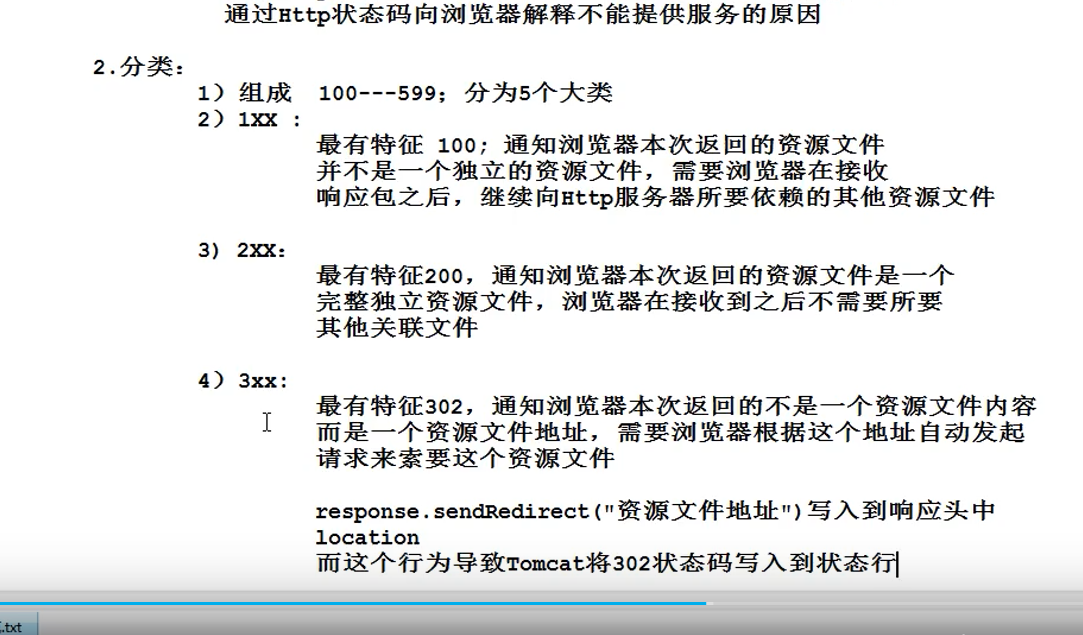 通过Http状态码向浏览器解释不能提供服务的原因
2.分类：
1）组成  100---599；分为5个大类
2）1XX ：
最有特征 100; 通知浏览器本次返回的资源文件
并不是一个独立的资源文件，需要浏览器在接收
响应包之后，继续向Http服务器所要依赖的其他资源文件
3) 2XX：
最有特征200，通知浏览器本次返回的资源文件是一个
完整独立资源文件，浏览器在接收到之后不需要所要
其他关联文件
4）3xx:
最有特征302，通知浏览器本次返回的不是一个资源文件内容
而是一个资源文件地址，需要浏览器根据这个地址自动发起
请求来索要这个资源文件
response.sendRedirect("资源文件地址")写入到响应头中
location
而这个行为导致Tomcat将302状态码写入到状态行
.txt